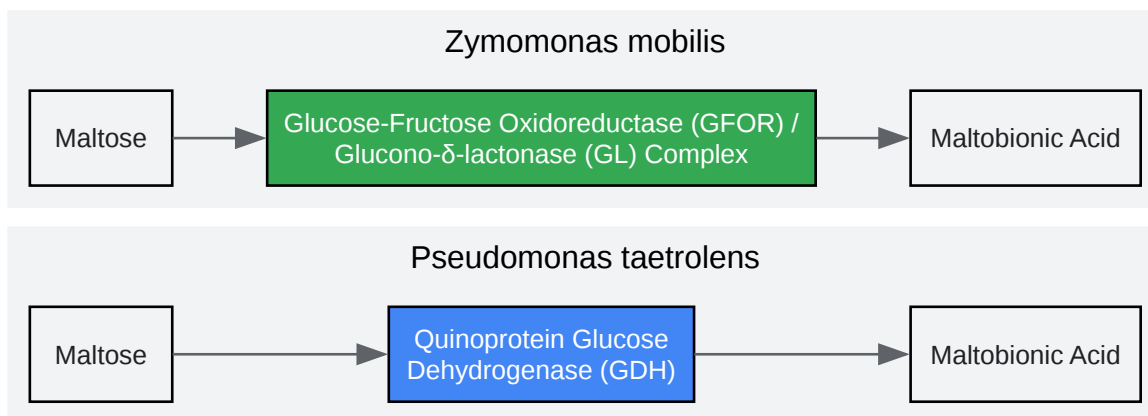 Zymomonas mobilis
Maltose
Glucose-Fructose Oxidoreductase (GFOR) /
Glucono-δ-lactonase (GL) Complex
Maltobionic Acid
Pseudomonas taetrolens
Maltose
Quinoprotein Glucose
Dehydrogenase (GDH)
Maltobionic Acid